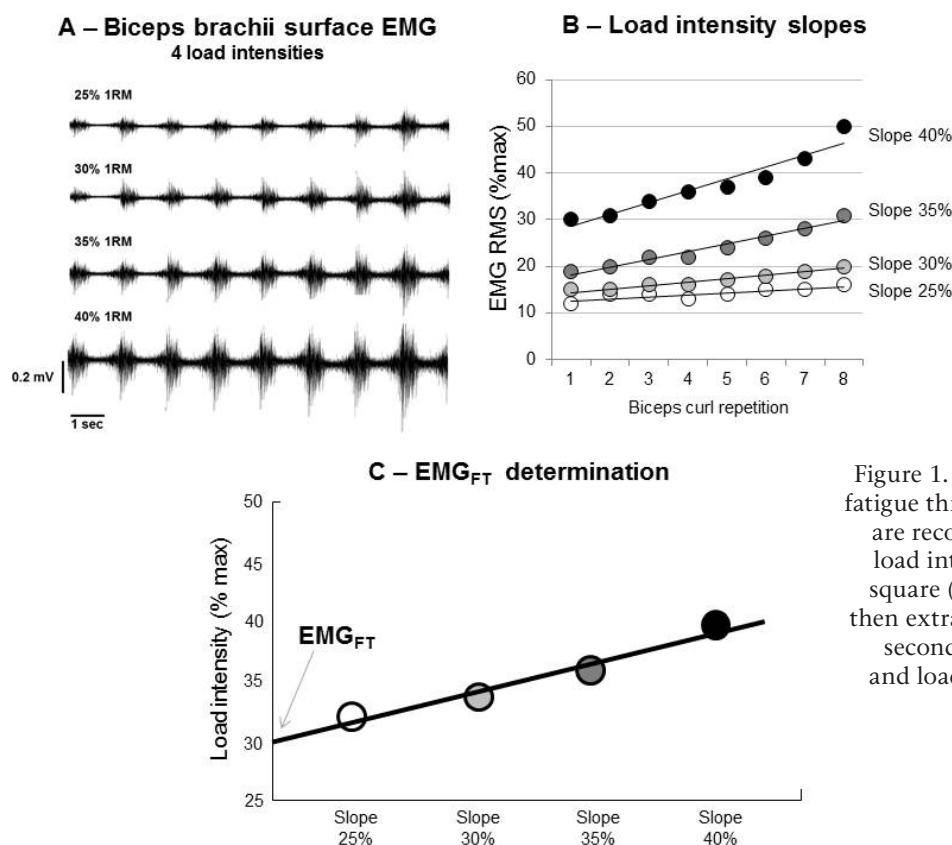 A – Biceps brachii surface EMG
4 load intensities
25% 1RM
30% 1RM
35% 1RM
40% 1RM
0.2 mV
1 sec
B – Load intensity slopes
EMG RMS (%max)
60
50
40
30
20
10
0
Slope 40%
Slope 35%
Slope 30%
Slope 25%
1 2 3 4 5 6 7 8
Biceps curl repetition
C – EMGFT determination
Load intensity (% max)
50
45
40
35
30
25
EMGFT
Slope 25%
Slope 30%
Slope 35%
Slope 40%
Figure 1.
fatigue thr
are reco
load int
square (
then extra
second
and load